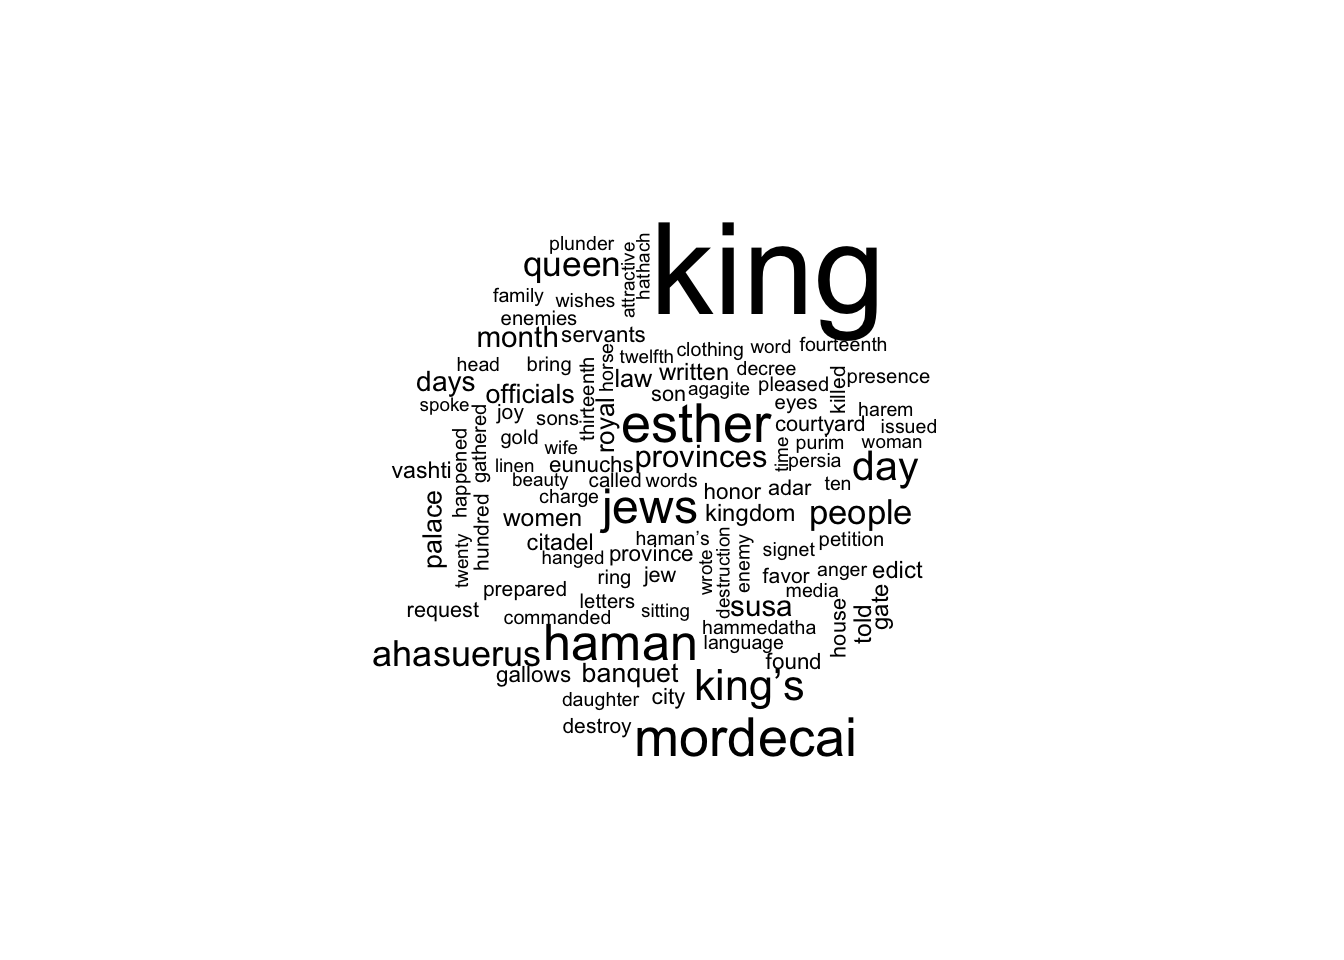 plunder
king
queen
attractive
hathach
family
wishes
enemies
month
servants
twelfth
clothing
word
fourteenth
head
bring
thirteenth
horse
law
written
decree
days
officials
son
agagite
pleased
killed
presence
spoke
joy
sons
royal
esther
eyes
harem
gathered
gold
wife
courtyard
issued
happened
vashti
linen
eunuchs
provinces
time
purim
woman
persia
day
beauty
called
words
charge
honor
adar
ten
palace
hundred
women
jews
kingdom
people
twenty
citadel
haman’s
hanged
province
wrote
destruction
enemy
signet
petition
prepared
ring
jew
favor
anger
edict
media
request
letters
sitting
susa
house
told
gate
commanded
hammedatha
ahasuerus
haman
language
found
gallows
banquet
king’s
daughter
city
destroy
mordecai